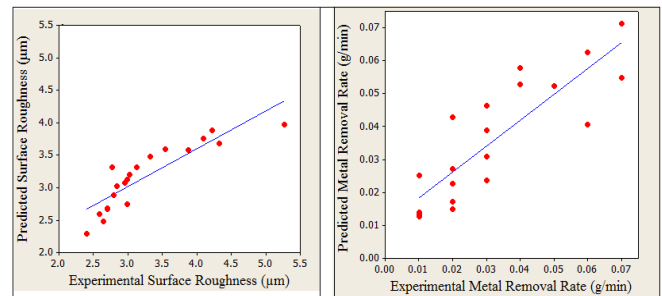 Predicted Surface Roughness (µm)
5.5
5.0
4.5
4.0
3.5
3.0
2.5
2.0
2.0 2.5 3.0 3.5 4.0 4.5 5.0 5.5
Experimental Surface Roughness (µm)
Predicted Metal Removal Rate (g/min)
0.07
0.06
0.05
0.04
0.03
0.02
0.01
0.00
0.00 0.01 0.02 0.03 0.04 0.05 0.06 0.07
Experimental Metal Removal Rate (g/min)